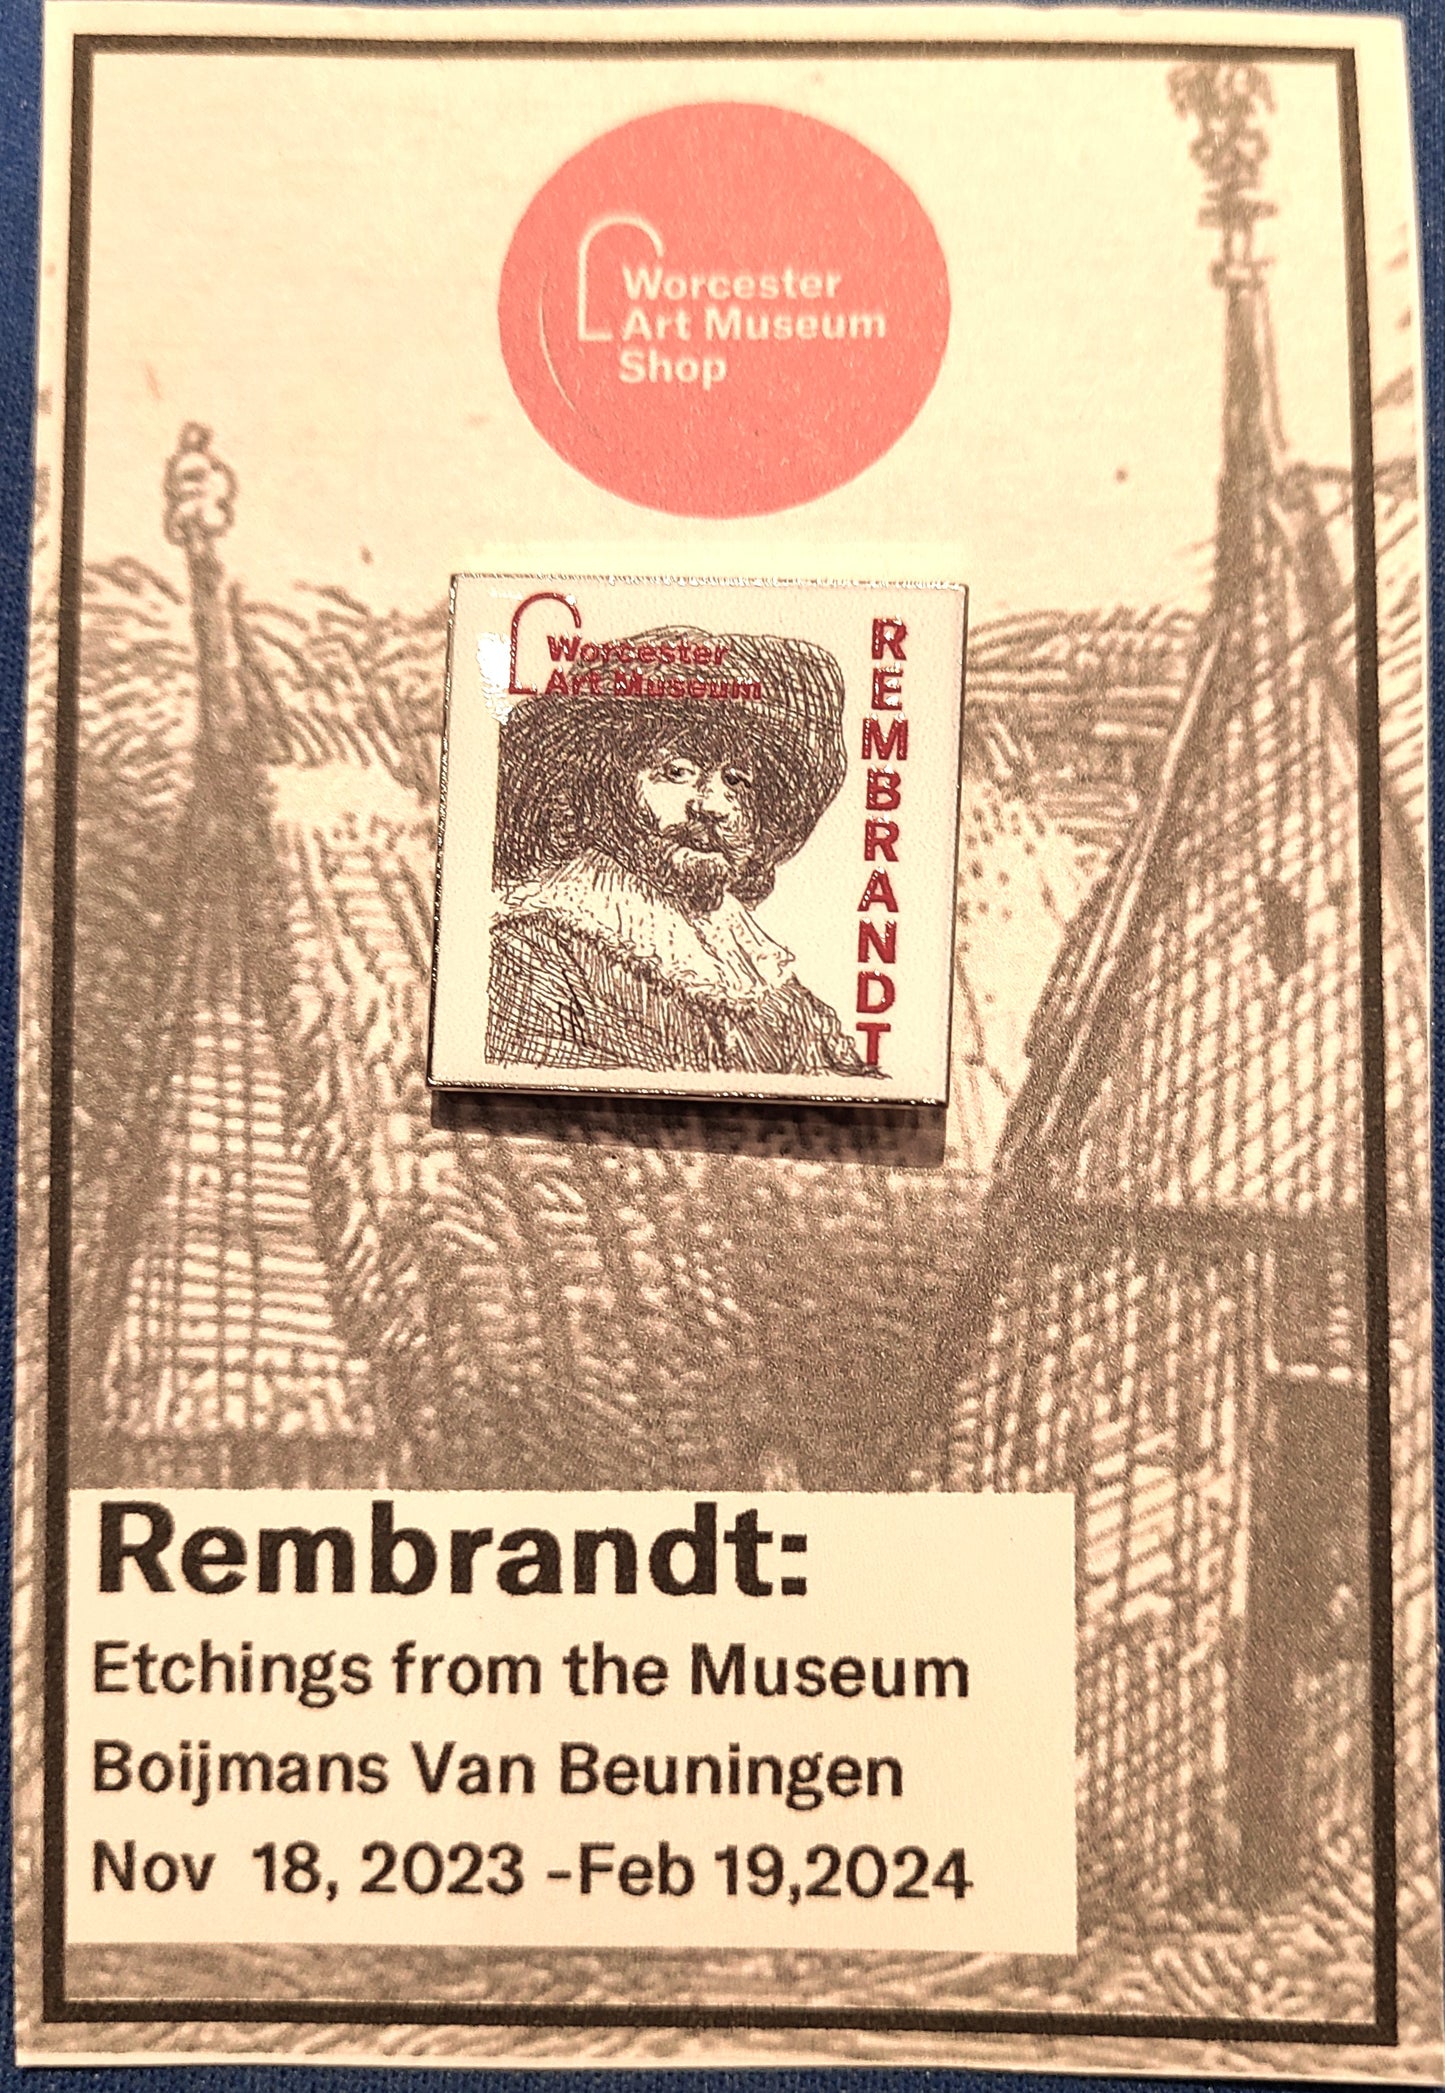 Worcester
Art Museum
Shop
Worcester
Art Museum
REMBRANDT
Rembrandt:
Etchings from the Museum
Boijmans Van Beuningen
Nov 18, 2023 -Feb 19,2024